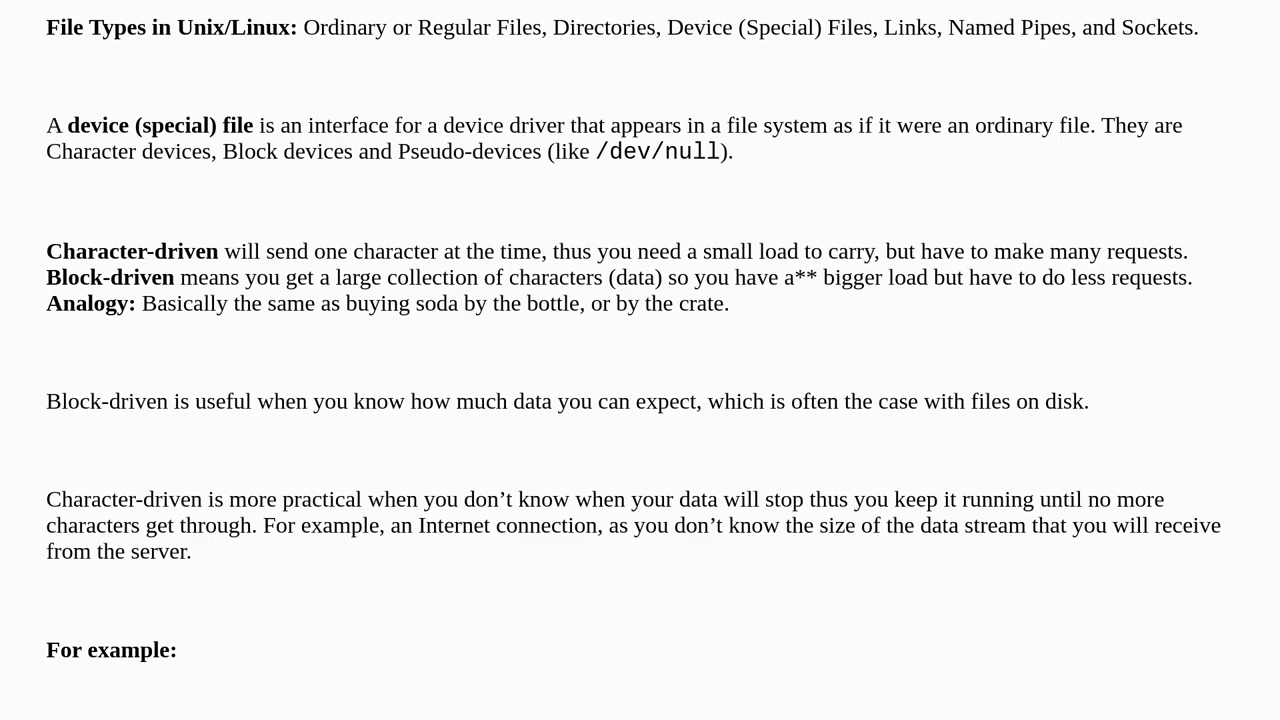 File Types in Unix/Linux: Ordinary or Regular Files, Directories, Device (Special) Files, Links, Named Pipes, and Sockets.
A device (special) file is an interface for a device driver that appears in a file system as if it were an ordinary file. They are
Character devices, Block devices and Pseudo-devices (like /dev/null).
Character-driven will send one character at the time, thus you need a small load to carry, but have to make many requests.
Block-driven means you get a large collection of characters (data) so you have a** bigger load but have to do less requests.
Analogy: Basically the same as buying soda by the bottle, or by the crate.
Block-driven is useful when you know how much data you can expect, which is often the case with files on disk.
Character-driven is more practical when you don’t know when your data will stop thus you keep it running until no more
characters get through. For example, an Internet connection, as you don’t know the size of the data stream that you will receive
from the server.
For example: